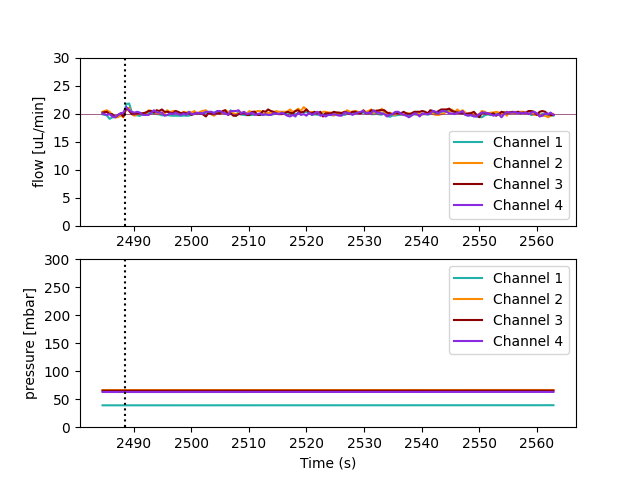 30
25
20
15
10
5
0
flow [uL/min]
2490 2500 2510 2520 2530 2540 2550 2560
Channel 1
Channel 2
Channel 3
Channel 4
300
250
200
150
100
50
0
pressure [mbar]
Channel 1
Channel 2
Channel 3
Channel 4
2490 2500 2510 2520 2530 2540 2550 2560
Time (s)